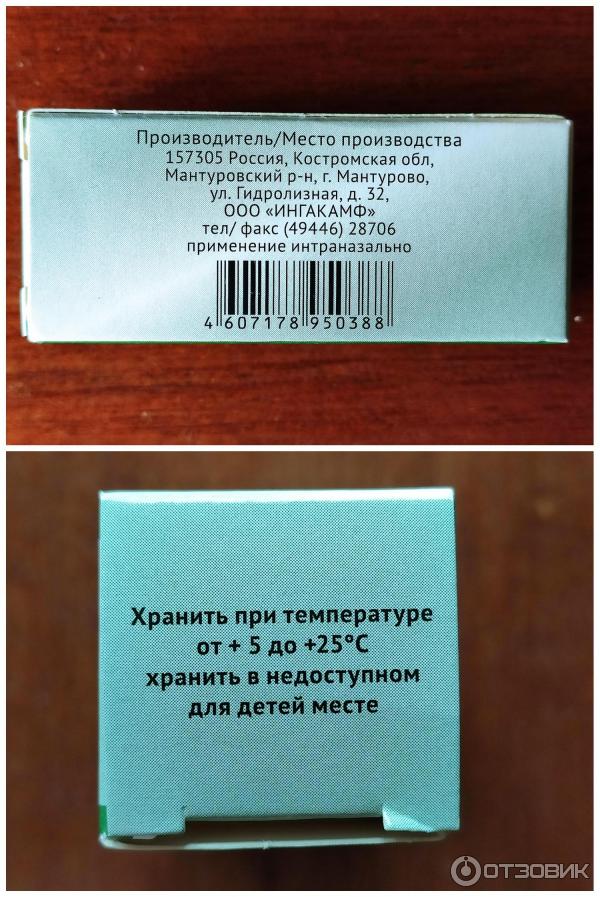 Производитель/Место производства
157305 Россия, Костромская обл,
Мантуровский р-н, г. Мантурово,
ул. Гидролизная, д. 32,
ООО «ИНГАКАМФ»
тел/ факс (49446) 28706
применение интраназально
4 607178 950388
Хранить при температуре
от + 5 до +25°С
хранить в недоступном
для детей месте
ОТЗОВИК